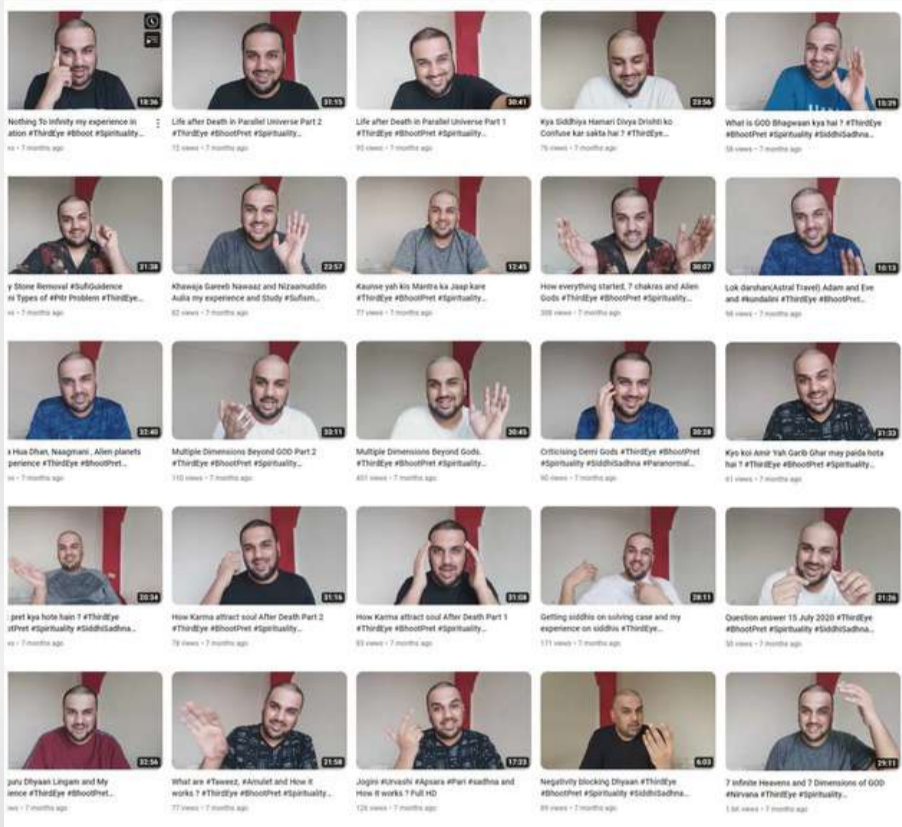 18:36
31:15
30:41
23:56
15:39
Nothing To Infinity my experience in
ation #ThirdEye #Bhoot #Spirituality...
7 months ago
Life after Death in Parallel Universe Part 2
#ThirdEye #BhootPret #Spirituality...
72 views • 7 months ago
Life after Death in Parallel Universe Part 1
#ThirdEye #BhootPret #Spirituality...
93 views • 7 months ago
Kya Siddhiya Hamari Divya Drishti ko
Confuse kar sakta hai ? #ThirdEye...
76 views • 7 months ago
What is GOD Bhagwaan kya hai ? #ThirdEye
#BhootPret #Spirituality #SiddhiSadhna...
58 views • 7 months ago
21:38
23:57
12:45
30:07
10:13
y Stone Removal #SufiGuidence
ni Types of #Pitr Problem #ThirdEye...
7 months ago
Khawaja Gareeb Nawaaz and Nizaamuddin
Aulia my experience and Study #Sufism...
82 views • 7 months ago
Kaunse yah kis Mantra ka Jaap kare
#ThirdEye #BhootPret #Spirituality...
77 views • 7 months ago
How everything started, 7 chakras and Alien
Gods #ThirdEye #BhootPret #Spirituality...
308 views • 7 months ago
Lok darshan(Astral Travel) Adam and Eve
and #kundalini #ThirdEye #BhootPret...
98 views • 7 months ago
32:40
33:11
30:45
20:28
31:33
a Hua Dhan, Naagmani , Alien planets
perience #ThirdEye #BhootPret...
7 months ago
Multiple Dimensions Beyond GOD Part 2
#ThirdEye #BhootPret #Spirituality...
110 views • 7 months ago
Multiple Dimensions Beyond Gods.
#ThirdEye #BhootPret #Spirituality...
451 views • 7 months ago
Criticising Demi Gods #ThirdEye #BhootPret
#Spirituality #SiddhiSadhna #Paranormal...
90 views • 7 months ago
Kyo koi Amir Yah Garib Ghar may paida hota
hai ? #ThirdEye #BhootPret #Spirituality...
61 views • 7 months ago
20:34
31:16
31:08
28:11
21:26
pret kya hote hain ? #ThirdEye
otPret #Spirituality #SiddhiSadhna...
7 months ago
How Karma attract soul After Death Part 2
#ThirdEye #BhootPret #Spirituality...
78 views • 7 months ago
How Karma attract soul After Death Part 1
#ThirdEye #BhootPret #Spirituality...
83 views • 7 months ago
Getting siddhis on solving case and my
experience on siddhis #ThirdEye...
171 views • 7 months ago
Question answer 15 July 2020 #ThirdEye
#BhootPret #Spirituality #SiddhiSadhna...
50 views • 7 months ago
32:56
21:58
17:23
6:03
29:11
guru Dhyaan Lingam and My
ience #ThirdEye #BhootPret...
7 months ago
What are #Taweez, #Amulet and How it
works ? #ThirdEye #BhootPret #Spirituality...
77 views • 7 months ago
Jogini #Urvashi #Apsara #Pari #sadhna and
How it works ? Full HD
126 views • 7 months ago
Negativity blocking Dhyaan #ThirdEye
#BhootPret #Spirituality #SiddhiSadhna...
89 views • 7 months ago
7 infinite Heavens and 7 Dimensions of GOD
#Nirvana #ThirdEye #Spirituality...
7 months ago